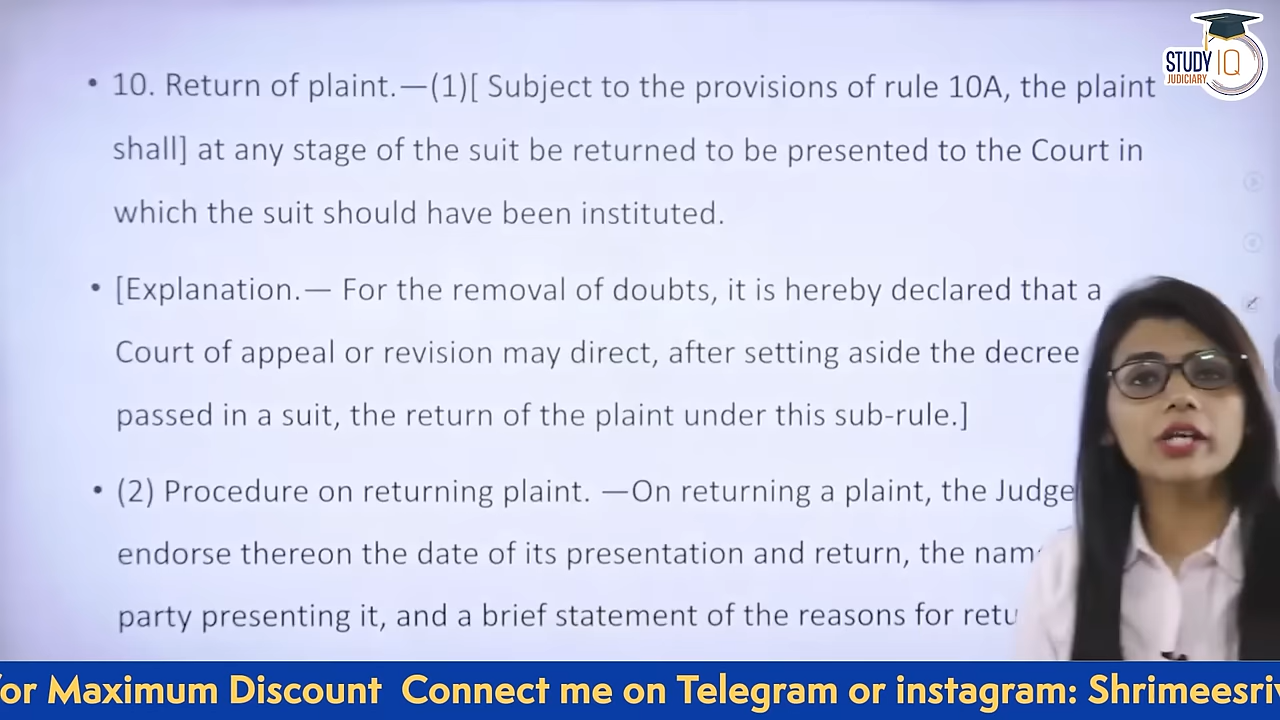 STUDY IQ
JUDICIARY
• 10. Return of plaint.—(1)[ Subject to the provisions of rule 10A, the plaint
shall] at any stage of the suit be returned to be presented to the Court in
which the suit should have been instituted.
• [Explanation.— For the removal of doubts, it is hereby declared that a
Court of appeal or revision may direct, after setting aside the decree
passed in a suit, the return of the plaint under this sub-rule.]
• (2) Procedure on returning plaint. —On returning a plaint, the Judge
endorse thereon the date of its presentation and return, the
party presenting it, and a brief statement of the reasons for
for Maximum Discount Connect me on Telegram or instagram: